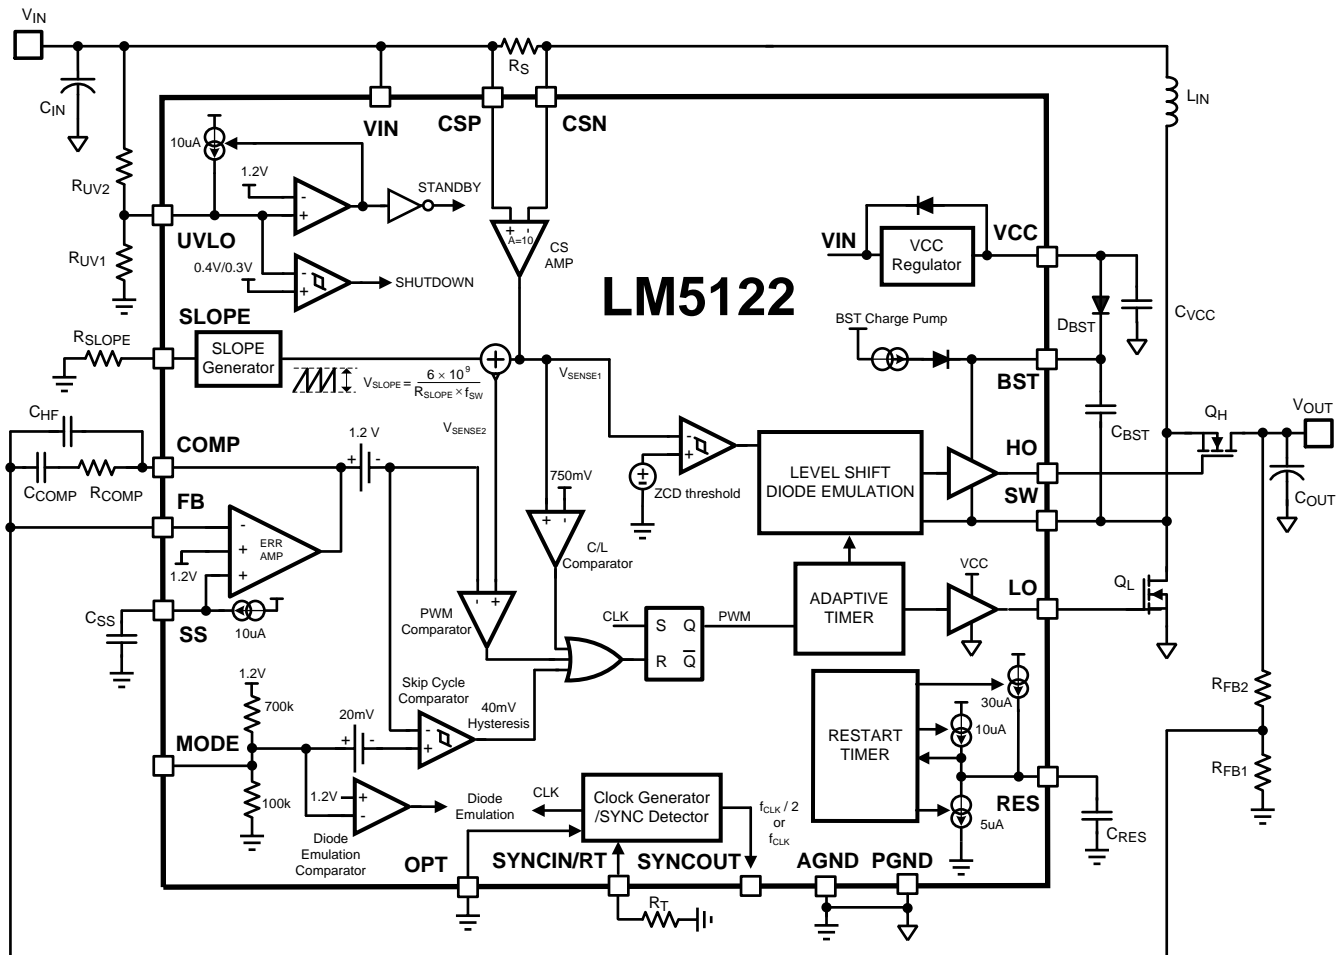 VIN
RS
CIN
LIN
VIN
CSP
CSN
10uA
1.2V
STANDBY
RUV2
UVLO
+
-
A=10
CS
AMP
VIN
VCC
Regulator
VCC
RUV1
0.4V/0.3V
SHUTDOWN
LM5122
CVCC
DBST
BST Charge Pump
SLOPE
RSLOPE
SLOPE
Generator
VSLOPE = 6 × 10^9 / RSLOPE × fSW
VSENSE1
BST
CHF
VSENSE2
QH
VOUT
COMP
1.2 V
CBST
HO
CCOMP
RCOMP
750mV
ZCD threshold
LEVEL SHIFT
DIODE EMULATION
SW
COUT
FB
ERR
AMP
1.2V
C/L
Comparator
VCC
QL
LO
CSS
SS
10uA
PWM
Comparator
CLK
S Q
R Q̅
PWM
ADAPTIVE
TIMER
Skip Cycle
Comparator
1.2V
700k
20mV
40mV
Hysteresis
30uA
10uA
RFB2
MODE
RESTART
TIMER
RFB1
100k
1.2V
Diode
Emulation
CLK
Clock Generator
/SYNC Detector
fCLK / 2
or
fCLK
RES
5uA
CRES
Diode
Emulation
Comparator
OPT
SYNCIN/RT
SYNCOUT
AGND
PGND
RT